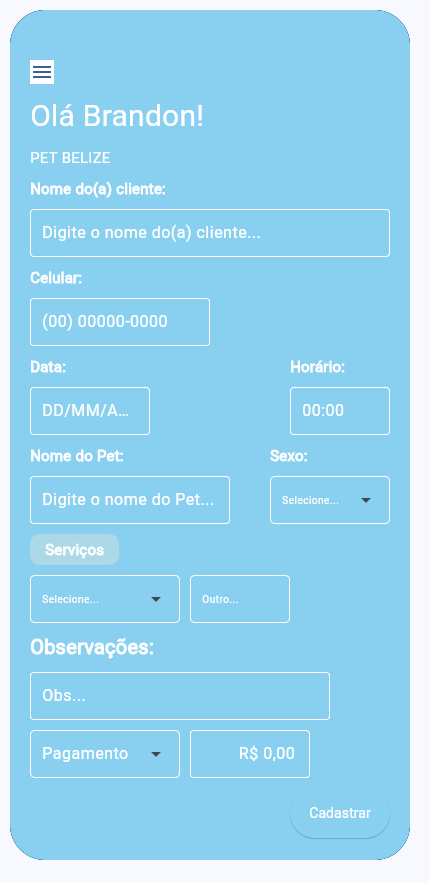 Olá Brandon!
PET BELIZE
Nome do(a) cliente:
Digite o nome do(a) cliente...
Celular:
(00) 00000-0000
Data: Horário:
DD/MM/A... 00:00
Nome do Pet: Sexo:
Digite o nome do Pet... Selecione...
Serviços
Selecione... Outro...
Observações:
Obs...
Pagamento R$ 0,00
Cadastrar